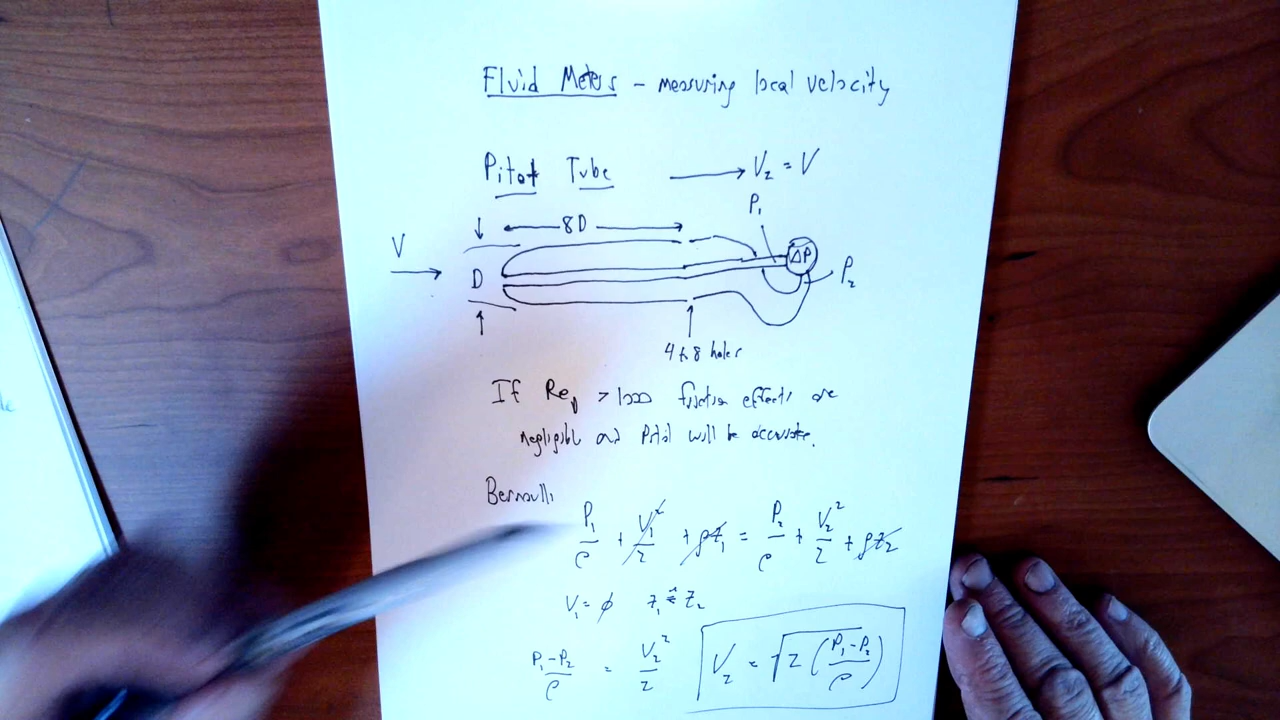 Fluid Meters - measuring local velocity
Pitot Tube → V₂ = V
P₁
8D
V
D
ΔP
P₂
4 to 8 holes
If Re_D > 1000 friction effects are
negligible and Pitot will be accurate.
Bernoulli
P₁/ρ + V₁²/2 + gz₁ = P₂/ρ + V₂²/2 + gz₂
V₁ = ϕ z₁ ≈ z₂
(P₁-P₂)/ρ = V₂²/2 V₂ = √(2((P₁-P₂)/ρ))